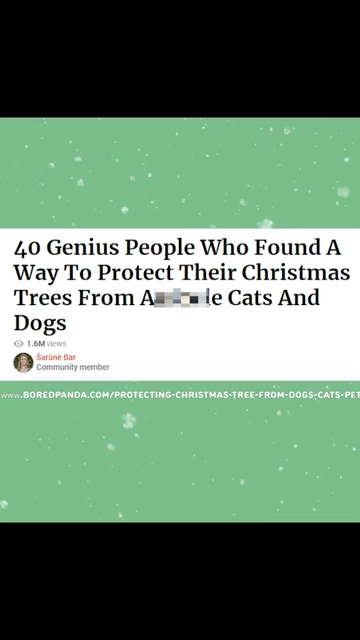 40 Genius People Who Found A
Way To Protect Their Christmas
Trees From A le Cats And
Dogs
1.6M views
Šarūnė Bar
Community member
www.BOREDPANDA.COM/PROTECTING-CHRISTMAS-TREE-FROM-DOGS-CATS-PET